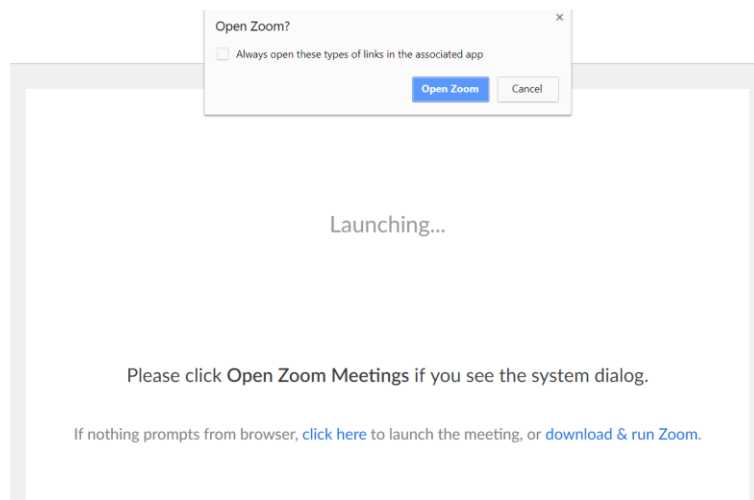 Open Zoom?
Always open these types of links in the associated app
Open Zoom Cancel
Launching...
Please click Open Zoom Meetings if you see the system dialog.
If nothing prompts from browser, click here to launch the meeting, or download & run Zoom.